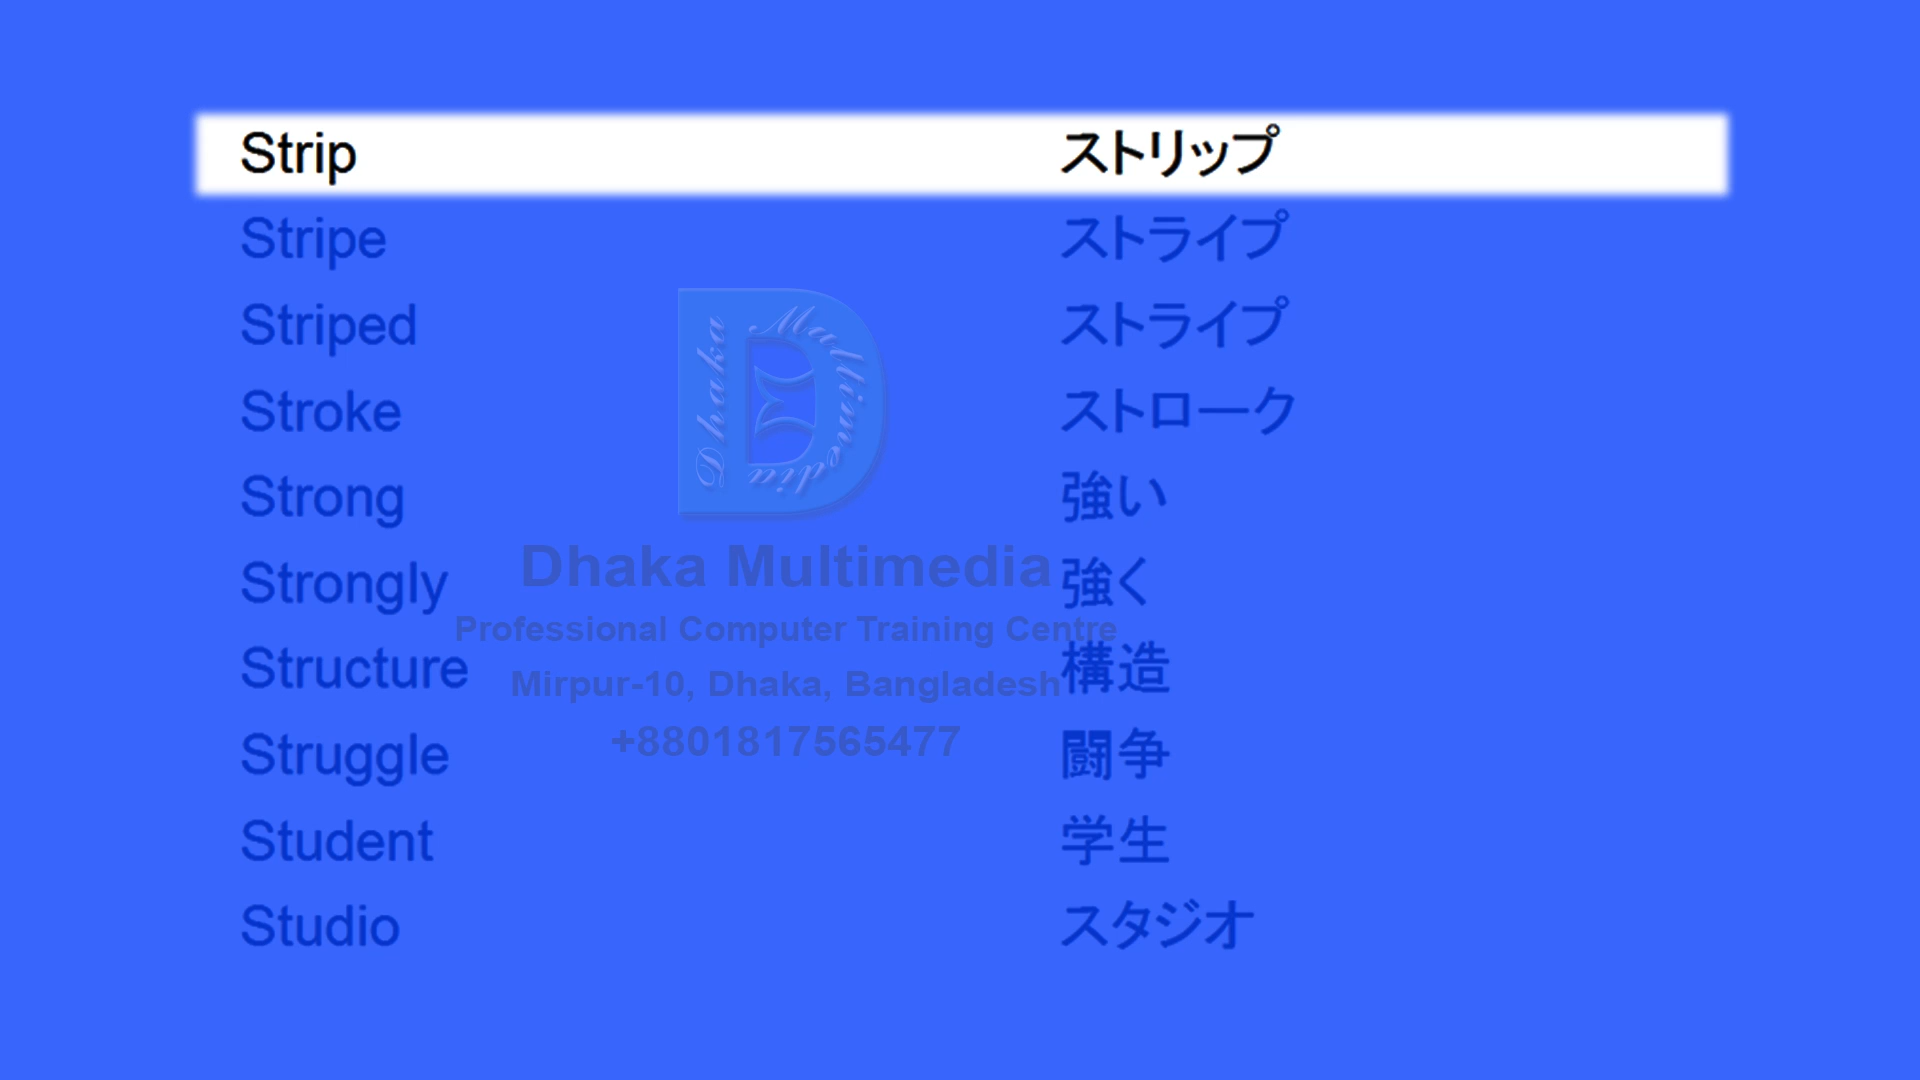 Strip ストリップ
Stripe ストライプ
Striped ストライプ
Stroke ストローク
Strong 強い
Strongly 強く
Structure 構造
Struggle 闘争
Student 学生
Studio スタジオ
Dhaka Multimedia
Dhaka Multimedia
Professional Computer Training Centre
Mirpur-10, Dhaka, Bangladesh
+8801817565477